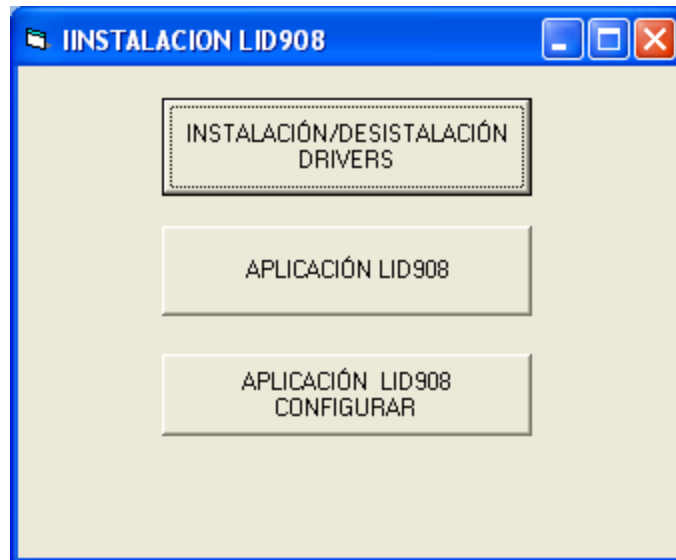 IINSTALACION LID908
INSTALACIÓN/DESISTALACIÓN
DRIVERS
APLICACIÓN LID908
APLICACIÓN  LID908
CONFIGURAR